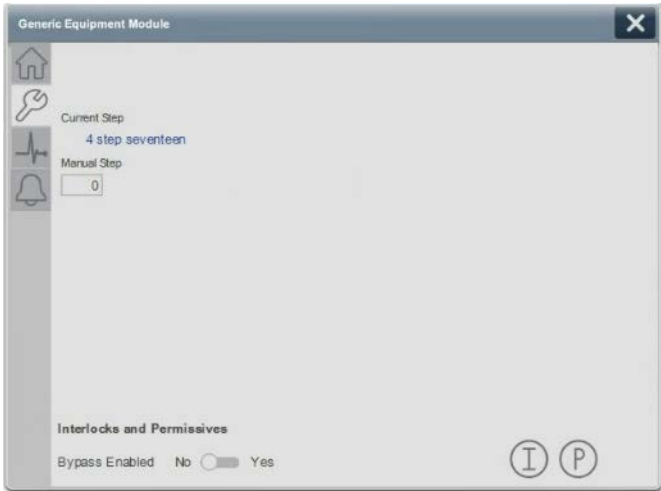 Generic Equipment Module
Current Step
4 step seventeen
Manual Step
0
Interlocks and Permissives
Bypass Enabled No Yes
I P